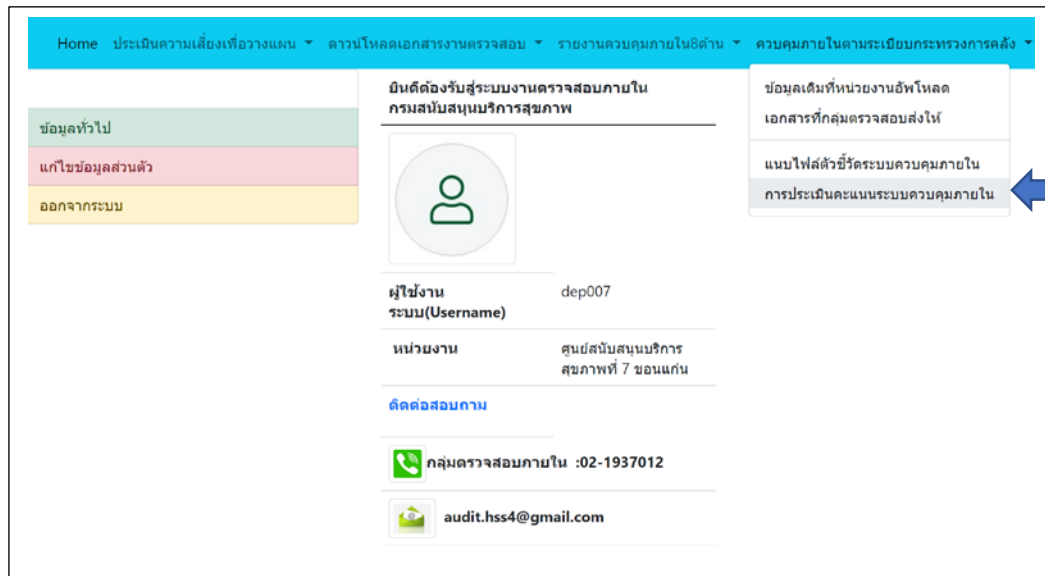 Home ประเมินความเสี่ยงเพื่อวางแผน ดาวน์โหลดเอกสารงานตรวจสอบ รายงานควบคุมภายใน8ด้าน ควบคุมภายในตามระเบียบกระทรวงการคลัง
ข้อมูลทั่วไป
แก้ไขข้อมูลส่วนตัว
ออกจากระบบ
ยินดีต้องรับสู่ระบบงานตรวจสอบภายใน
กรมสนับสนุนบริการสุขภาพ
ผู้ใช้งาน dep007
ระบบ(Username)
หน่วยงาน ศูนย์สนับสนุนบริการ
สุขภาพที่ 7 ขอนแก่น
ติดต่อสอบถาม
กลุ่มตรวจสอบภายใน :02-1937012
audit.hss4@gmail.com
ข้อมูลเดิมที่หน่วยงานอัพโหลด
เอกสารที่กลุ่มตรวจสอบส่งให้
แนบไฟล์ตัวชี้วัดระบบควบคุมภายใน
การประเมินคะแนนระบบควบคุมภายใน